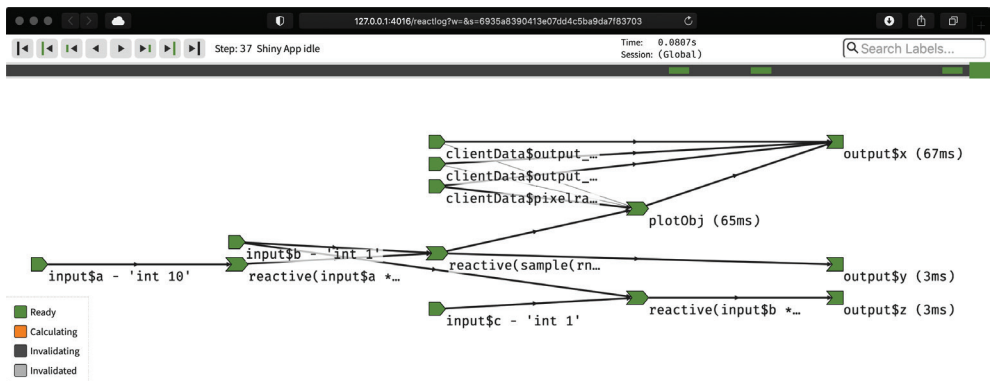 127.0.0.1:4016/reactlog?w=&s=6935a8390413e07dd4c5ba9da7f83703
Step: 37 Shiny App idle
Time: 0.0807s
Session: (Global)
Search Labels...
clientData$output_…
output$x (67ms)
clientData$output_…
clientData$pixelra…
plotObj (65ms)
input$b - 'int 1'
reactive(sample(rn…
input$a - 'int 10'
reactive(input$a *…
output$y (3ms)
input$c - 'int 1'
reactive(input$b *…
output$z (3ms)
Ready
Calculating
Invalidating
Invalidated